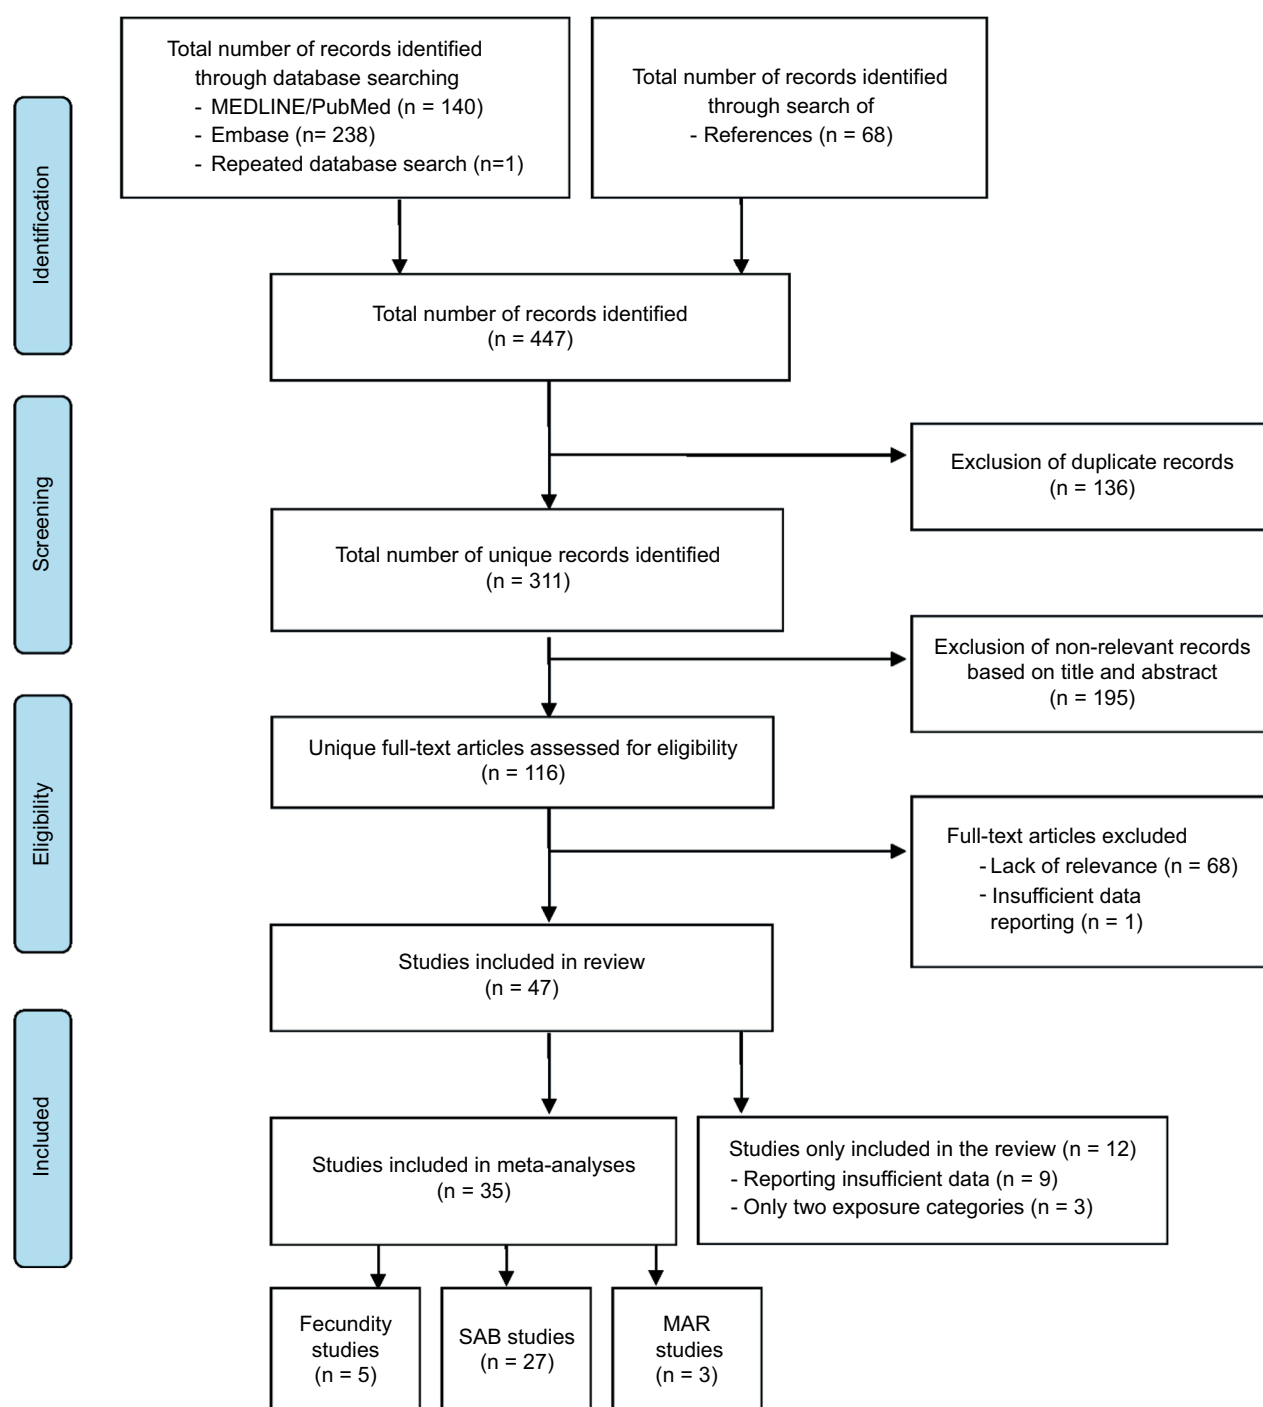 Total number of records identified
through database searching
- MEDLINE/PubMed (n = 140)
- Embase (n= 238)
- Repeated database search (n=1)
Total number of records identified
through search of
- References (n = 68)
Identification
Total number of records identified
(n = 447)
Screening
Exclusion of duplicate records
(n = 136)
Total number of unique records identified
(n = 311)
Exclusion of non-relevant records
based on title and abstract
(n = 195)
Eligibility
Unique full-text articles assessed for eligibility
(n = 116)
Full-text articles excluded
- Lack of relevance (n = 68)
- Insufficient data
reporting (n = 1)
Studies included in review
(n = 47)
Included
Studies included in meta-analyses
(n = 35)
Studies only included in the review (n = 12)
- Reporting insufficient data (n = 9)
- Only two exposure categories (n = 3)
Fecundity
studies
(n = 5)
SAB studies
(n = 27)
MAR
studies
(n = 3)